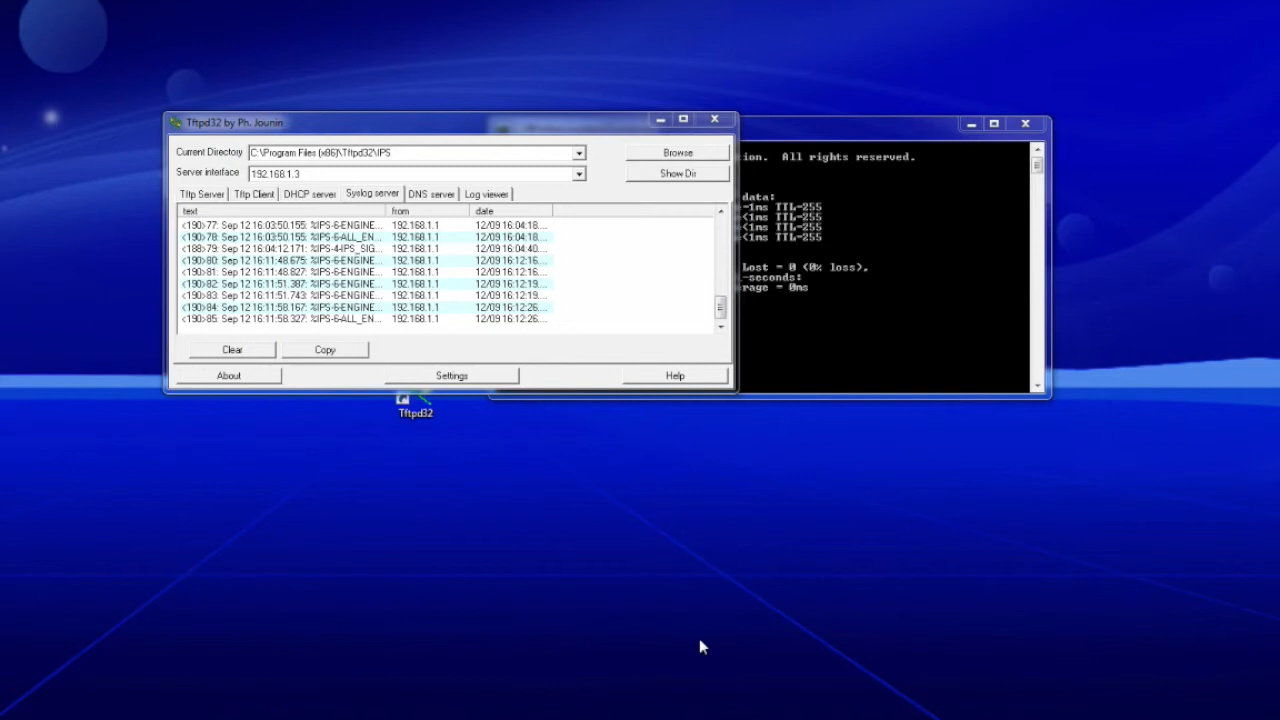 Tftpd32 by Ph. Jounin
Current Directory C:\Program Files (x86)\Tftpd32\IPS Browse
Server interface 192.168.1.3 Show Dir
Tftp Server Tftp Client DHCP server Syslog server DNS server Log viewer
text from date
<190>77: Sep 12 16:03:50.155: %IPS-6-ENGINE... 192.168.1.1 12/09 16:04:18....
<190>78: Sep 12 16:03:50.155: %IPS-6-ALL_EN... 192.168.1.1 12/09 16:04:18....
<188>79: Sep 12 16:04:12.171: %IPS-4-IPS_SIG... 192.168.1.1 12/09 16:04:40....
<190>80: Sep 12 16:11:48.675: %IPS-6-ENGINE... 192.168.1.1 12/09 16:12:16....
<190>81: Sep 12 16:11:48.827: %IPS-6-ENGINE... 192.168.1.1 12/09 16:12:16....
<190>82: Sep 12 16:11:51.387: %IPS-6-ENGINE... 192.168.1.1 12/09 16:12:19....
<190>83: Sep 12 16:11:51.743: %IPS-6-ENGINE... 192.168.1.1 12/09 16:12:19....
<190>84: Sep 12 16:11:58.167: %IPS-6-ENGINE... 192.168.1.1 12/09 16:12:26....
<190>85: Sep 12 16:11:58.327: %IPS-6-ALL_EN... 192.168.1.1 12/09 16:12:26....
Clear Copy
About Settings Help
Tftpd32
ion. All rights reserved.
data:
=1ms TTL=255
<1ms TTL=255
<1ms TTL=255
<1ms TTL=255
Lost = 0 (0% loss),
-seconds:
rage = 0ms